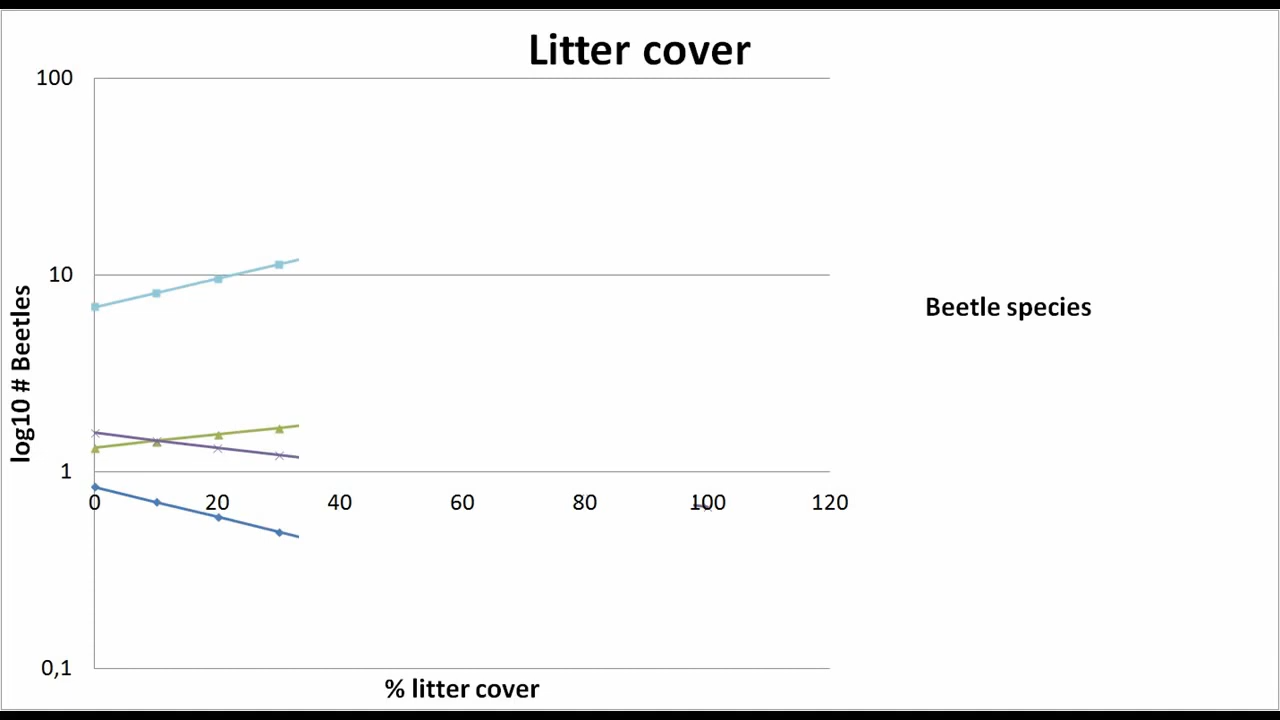 Litter cover
100
10
1
0,1
log10 # Beetles
0 20 40 60 80 100 120
% litter cover
Beetle species